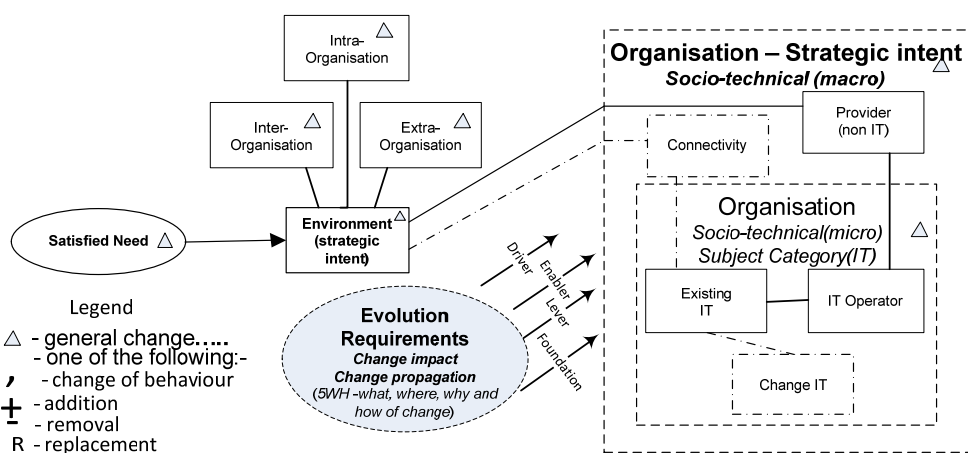 Intra-
Organisation
Inter-
Organisation
Extra-
Organisation
Satisfied Need
Environment
(strategic
intent)
Organisation – Strategic intent
Socio-technical (macro)
Provider
(non IT)
Connectivity
Organisation
Socio-technical(micro)
Subject Category(IT)
Existing
IT
IT Operator
Change IT
Driver
Enabler
Lever
Foundation
Evolution
Requirements
Change impact
Change propagation
(5WH -what, where, why and
how of change)
Legend
- general change…..
- one of the following:-
, - change of behaviour
+ - addition
- - removal
R - replacement